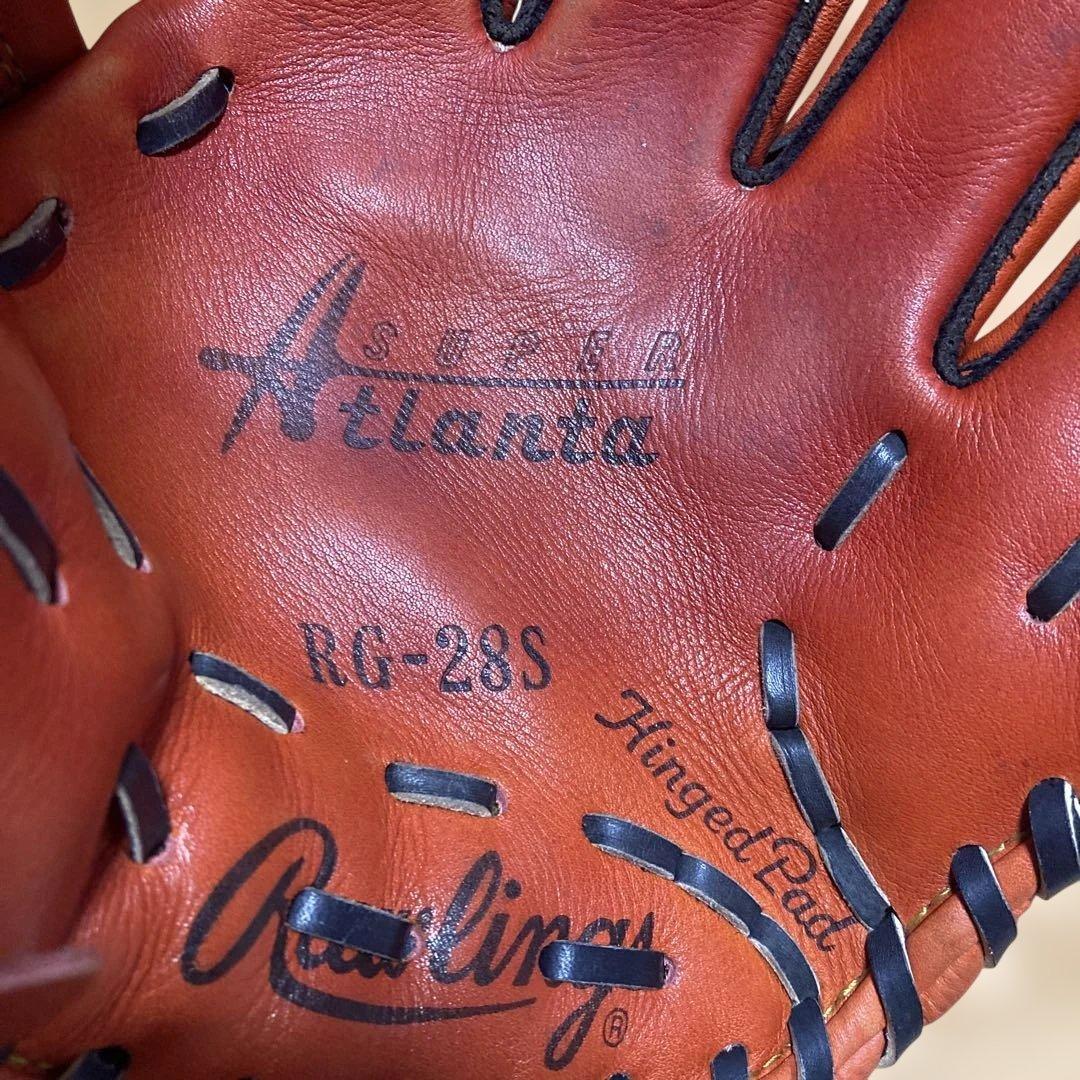 SUPER
Atlanta
RG-28S
Hinged Pad
Rawlings®